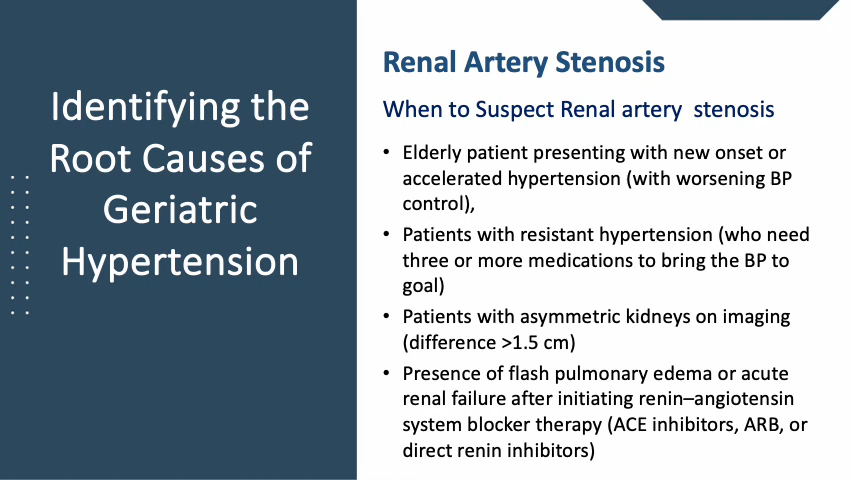 Identifying the
Root Causes of
Geriatric
Hypertension
Renal Artery Stenosis
When to Suspect Renal artery  stenosis
• Elderly patient presenting with new onset or
accelerated hypertension (with worsening BP
control),
• Patients with resistant hypertension (who need
three or more medications to bring the BP to
goal)
• Patients with asymmetric kidneys on imaging
(difference >1.5 cm)
• Presence of flash pulmonary edema or acute
renal failure after initiating renin–angiotensin
system blocker therapy (ACE inhibitors, ARB, or
direct renin inhibitors)